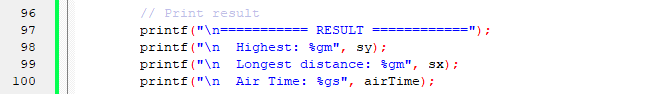 96 // Print result
97 printf("\n=========== RESULT ============");
98 printf("\n  Highest: %gm", sy);
99 printf("\n  Longest distance: %gm", sx);
100 printf("\n  Air Time: %gs", airTime);